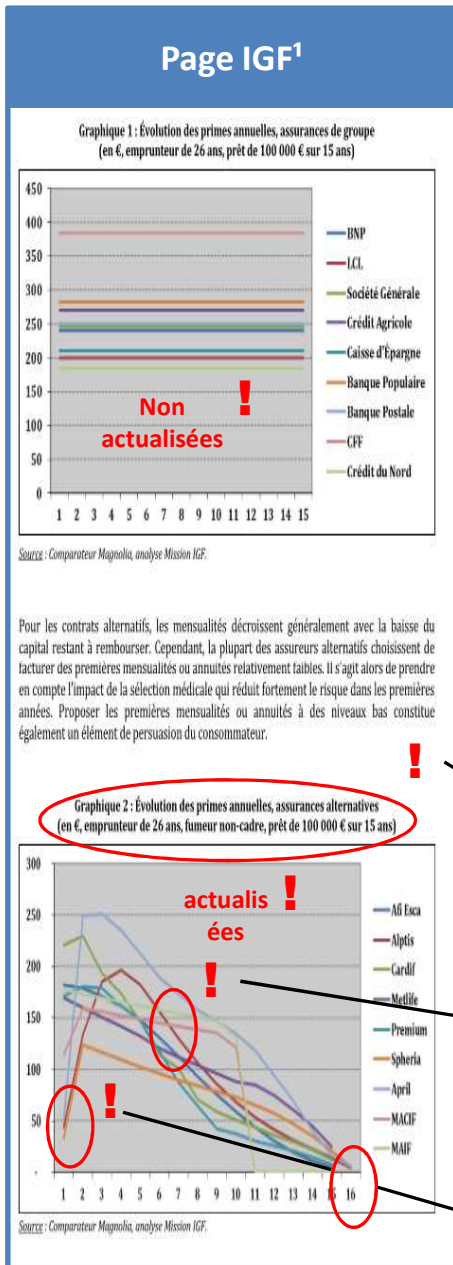 Page IGF¹
Graphique 1 : Évolution des primes annuelles, assurances de groupe
(en €, emprunteur de 26 ans, prêt de 100 000 € sur 15 ans)
450
400
350
300
250
200
150
100
50
0
1 2 3 4 5 6 7 8 9 10 11 12 13 14 15
BNP
LCL
Société Générale
Crédit Agricole
Caisse d'Épargne
Banque Populaire
Banque Postale
CFF
Crédit du Nord
Non !
actualisées
Source : Comparateur Magnolia, analyse Mission IGF.
Pour les contrats alternatifs, les mensualités décroissent généralement avec la baisse du
capital restant à rembourser. Cependant, la plupart des assureurs alternatifs choisissent de
facturer des premières mensualités ou annuités relativement faibles. Il s'agit alors de prendre
en compte l'impact de la sélection médicale qui réduit fortement le risque dans les premières
années. Proposer les premières mensualités ou annuités à des niveaux bas constitue
également un élément de persuasion du consommateur.
!
Graphique 2 : Évolution des primes annuelles, assurances alternatives
(en €, emprunteur de 26 ans, fumeur non-cadre, prêt de 100 000 € sur 15 ans)
300
250
200
150
100
50
-
1 2 3 4 5 6 7 8 9 10 11 12 13 14 15 16
actualis !
ées
!
!
Afi Esca
Alptis
Cardif
Metlife
Premium
Spheria
April
MACIF
MAIF
Source : Comparateur Magnolia, analyse Mission IGF.